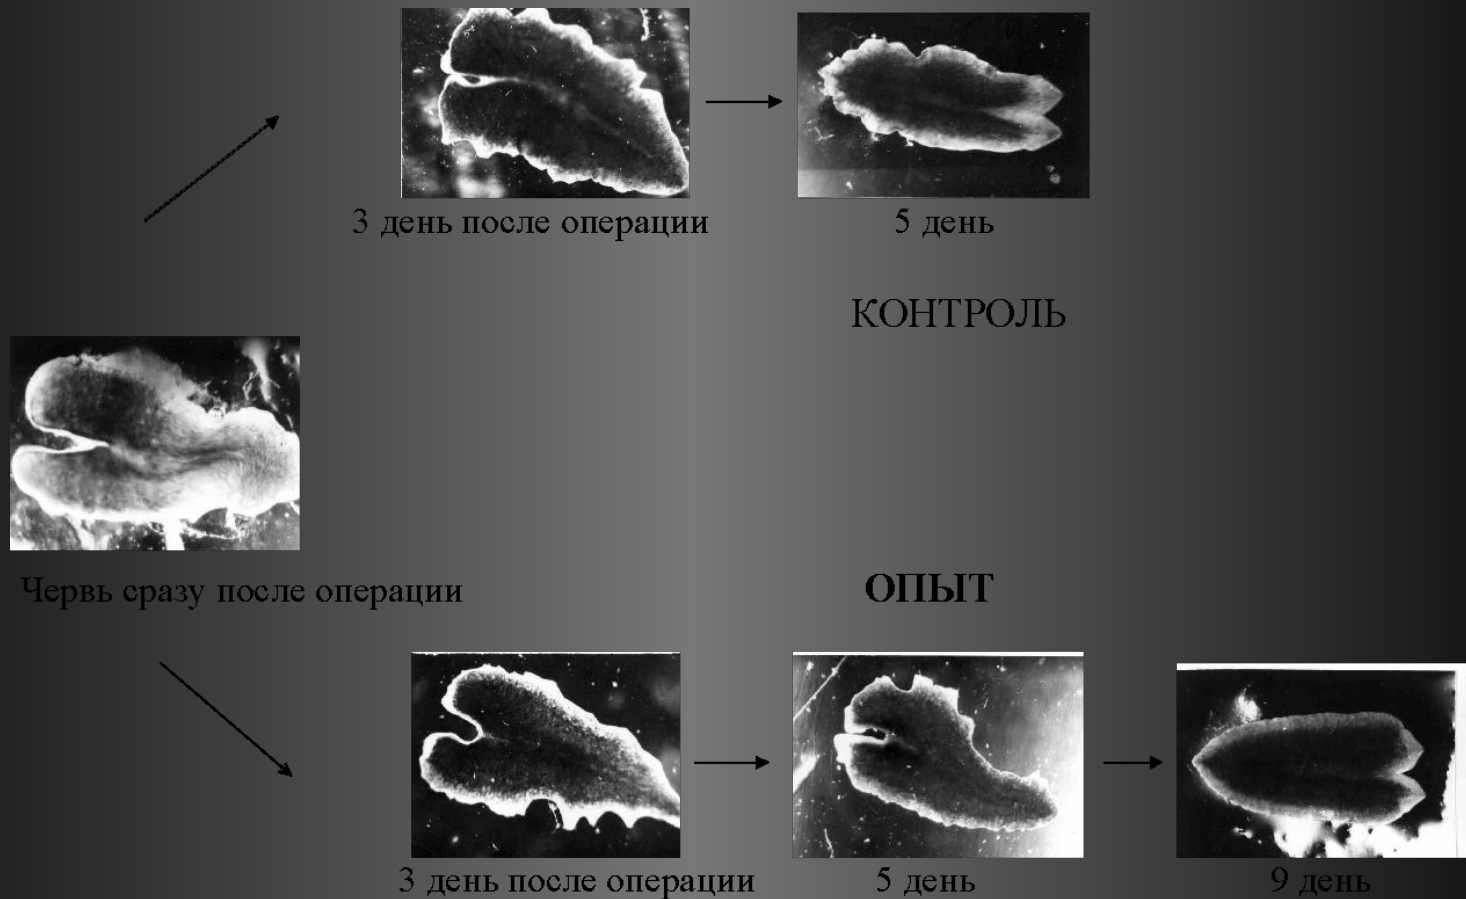 3 день после операции
5 день
КОНТРОЛЬ
Червь сразу после операции
ОПЫТ
3 день после операции
5 день
9 день